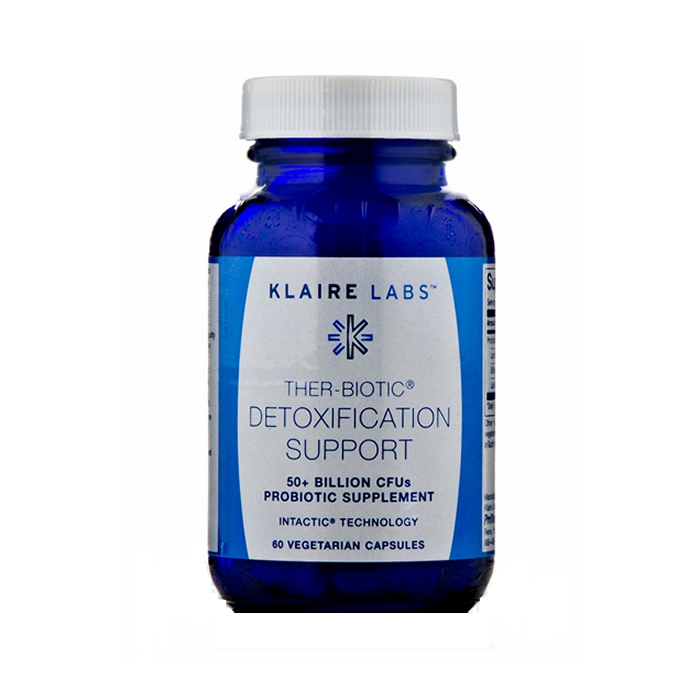 KLAIRE LABS™
THER-BIOTIC®
DETOXIFICATION
SUPPORT
50+ BILLION CFUs
PROBIOTIC SUPPLEMENT
INTACTIC® TECHNOLOGY
60 VEGETARIAN CAPSULES